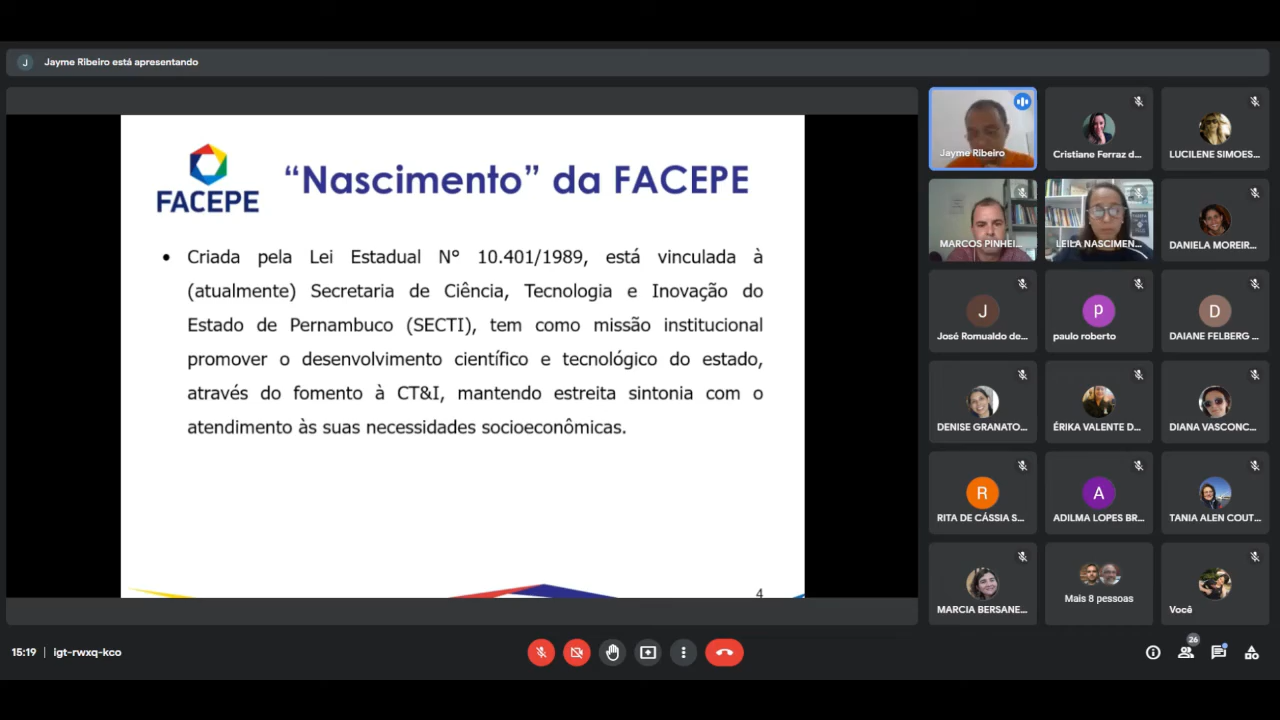 J Jayme Ribeiro está apresentando
FACEPE
“Nascimento” da FACEPE
• Criada pela Lei Estadual Nº 10.401/1989, está vinculada à
(atualmente) Secretaria de Ciência, Tecnologia e Inovação do
Estado de Pernambuco (SECTI), tem como missão institucional
promover o desenvolvimento científico e tecnológico do estado,
através do fomento à CT&I, mantendo estreita sintonia com o
atendimento às suas necessidades socioeconômicas.
4
Jayme Ribeiro
Cristiane Ferraz d...
LUCILENE SIMOES...
MARCOS PINHEI...
LEILA NASCIMEN...
DANIELA MOREIR...
J
José Romualdo de...
p
paulo roberto
D
DAIANE FELBERG ...
DENISE GRANATO...
ÉRIKA VALENTE D...
DIANA VASCONC...
R
RITA DE CÁSSIA S...
A
ADILMA LOPES BR...
TANIA ALEN COUT...
MARCIA BERSANE...
Mais 8 pessoas
Você
15:19 | igt-rwxq-kco
26